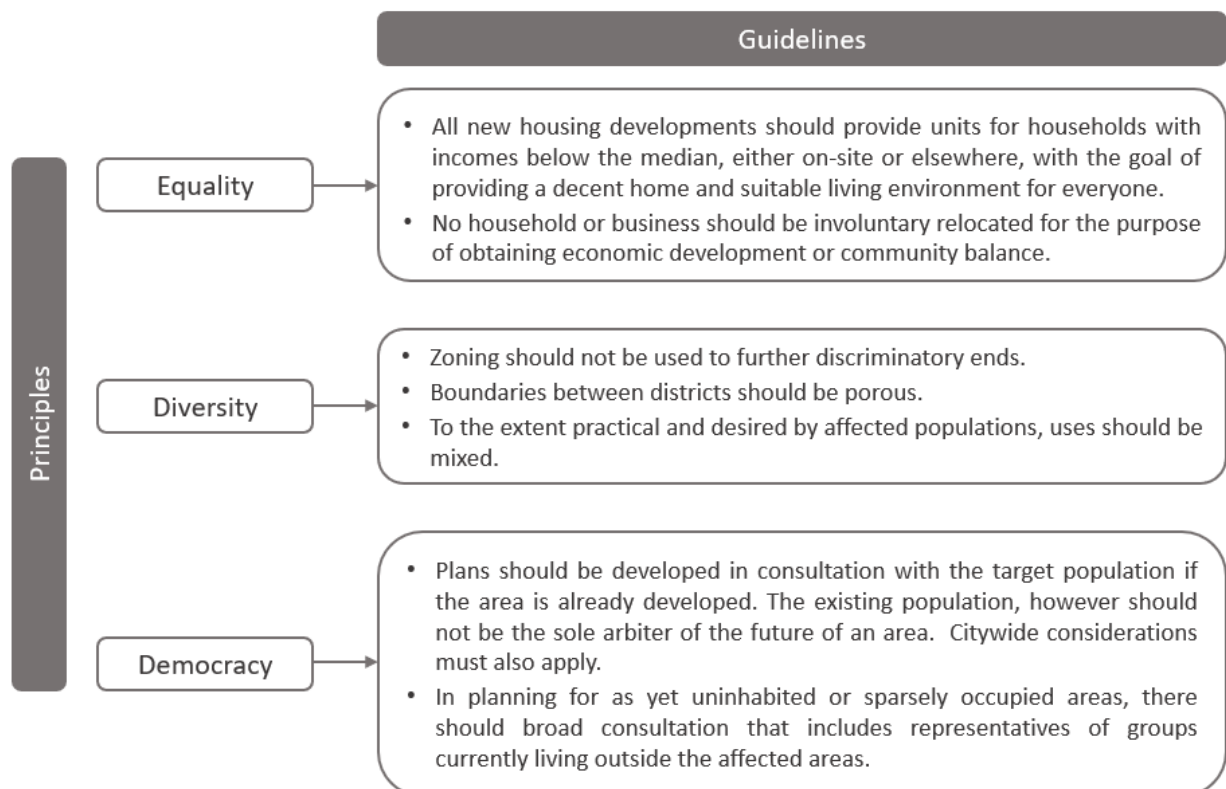 Guidelines
Principles
Equality
• All new housing developments should provide units for households with
incomes below the median, either on-site or elsewhere, with the goal of
providing a decent home and suitable living environment for everyone.
• No household or business should be involuntary relocated for the purpose
of obtaining economic development or community balance.
Diversity
• Zoning should not be used to further discriminatory ends.
• Boundaries between districts should be porous.
• To the extent practical and desired by affected populations, uses should be
mixed.
Democracy
• Plans should be developed in consultation with the target population if
the area is already developed. The existing population, however should
not be the sole arbiter of the future of an area. Citywide considerations
must also apply.
• In planning for as yet uninhabited or sparsely occupied areas, there
should broad consultation that includes representatives of groups
currently living outside the affected areas.